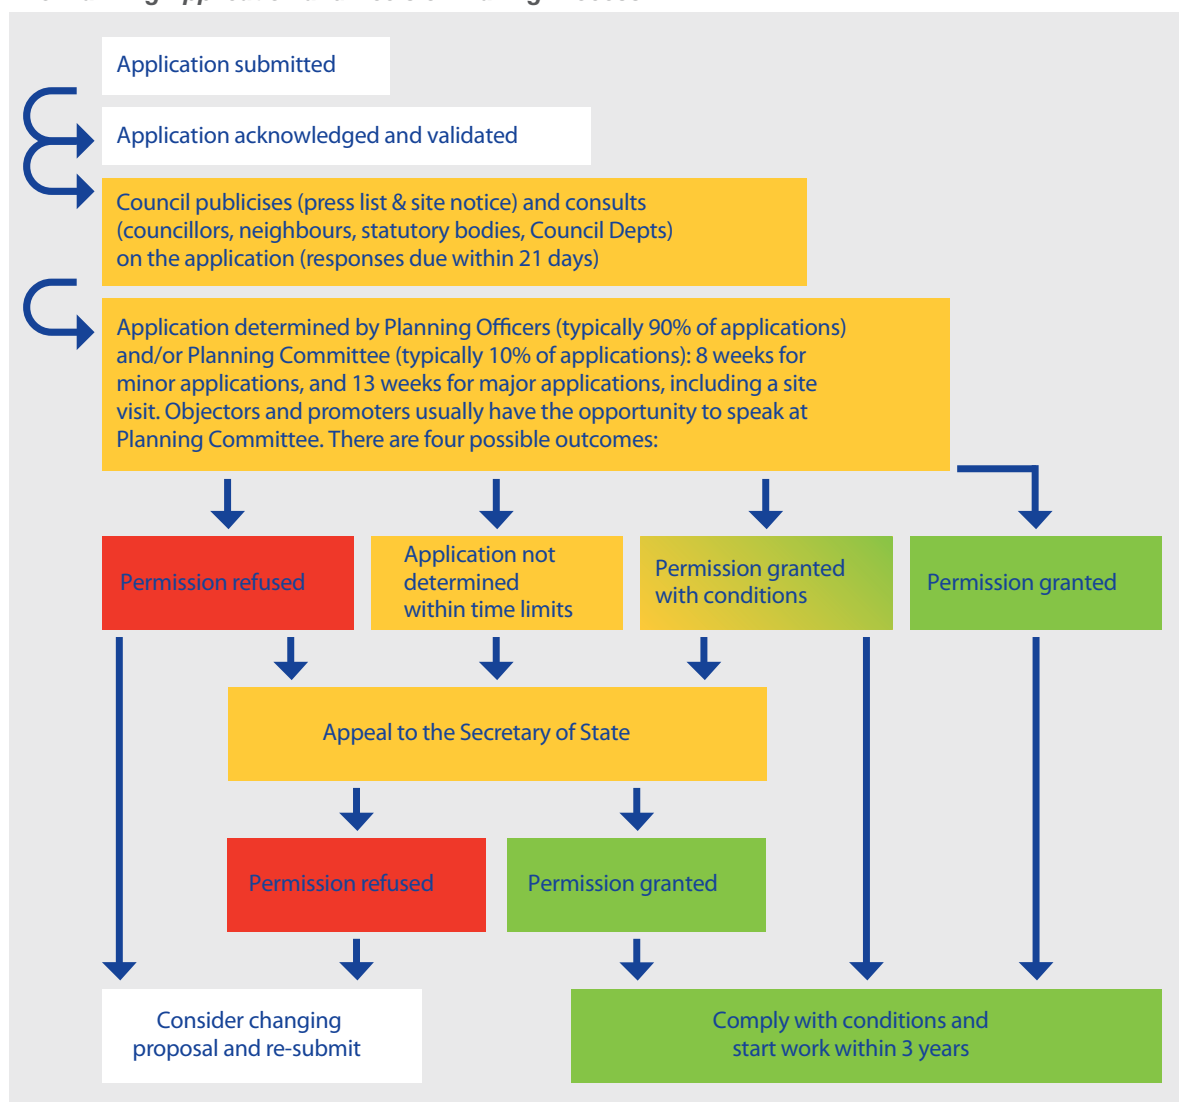 Application submitted
Application acknowledged and validated
Council publicises (press list & site notice) and consults
(councillors, neighbours, statutory bodies, Council Depts)
on the application (responses due within 21 days)
Application determined by Planning Officers (typically 90% of applications)
and/or Planning Committee (typically 10% of applications): 8 weeks for
minor applications, and 13 weeks for major applications, including a site
visit. Objectors and promoters usually have the opportunity to speak at
Planning Committee. There are four possible outcomes:
Permission refused
Application not
determined
within time limits
Permission granted
with conditions
Permission granted
Appeal to the Secretary of State
Permission refused
Permission granted
Consider changing
proposal and re-submit
Comply with conditions and
start work within 3 years